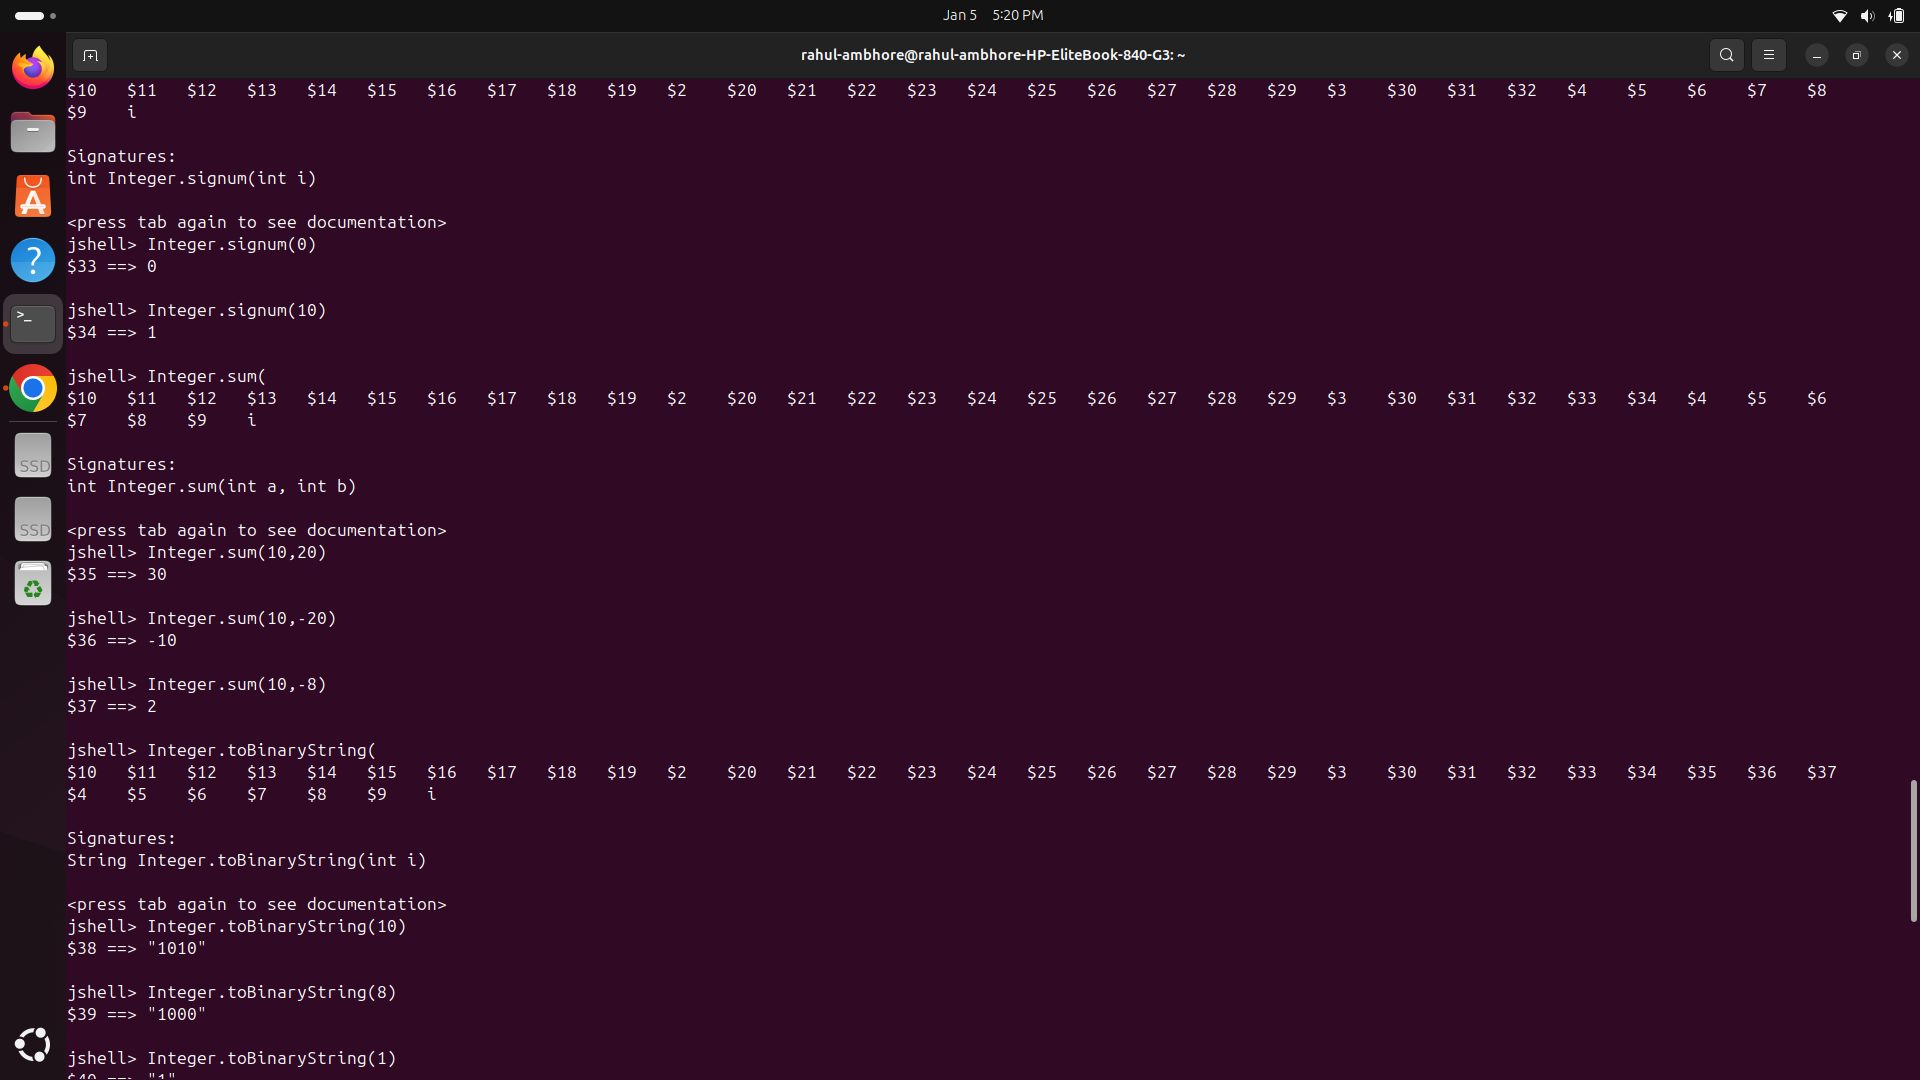 Jan 5 5:20 PM
rahul-ambhore@rahul-ambhore-HP-EliteBook-840-G3: ~
$10 $11 $12 $13 $14 $15 $16 $17 $18 $19 $2 $20 $21 $22 $23 $24 $25 $26 $27 $28 $29 $3 $30 $31 $32 $4 $5 $6 $7 $8
$9 i
Signatures:
int Integer.signum(int i)
<press tab again to see documentation>
jshell> Integer.signum(0)
$33 ==> 0
jshell> Integer.signum(10)
$34 ==> 1
jshell> Integer.sum(
$10 $11 $12 $13 $14 $15 $16 $17 $18 $19 $2 $20 $21 $22 $23 $24 $25 $26 $27 $28 $29 $3 $30 $31 $32 $33 $34 $4 $5 $6
$7 $8 $9 i
Signatures:
int Integer.sum(int a, int b)
<press tab again to see documentation>
jshell> Integer.sum(10,20)
$35 ==> 30
jshell> Integer.sum(10,-20)
$36 ==> -10
jshell> Integer.sum(10,-8)
$37 ==> 2
jshell> Integer.toBinaryString(
$10 $11 $12 $13 $14 $15 $16 $17 $18 $19 $2 $20 $21 $22 $23 $24 $25 $26 $27 $28 $29 $3 $30 $31 $32 $33 $34 $35 $36 $37
$4 $5 $6 $7 $8 $9 i
Signatures:
String Integer.toBinaryString(int i)
<press tab again to see documentation>
jshell> Integer.toBinaryString(10)
$38 ==> "1010"
jshell> Integer.toBinaryString(8)
$39 ==> "1000"
jshell> Integer.toBinaryString(1)
$40 ==> "1"
SSD
SSD